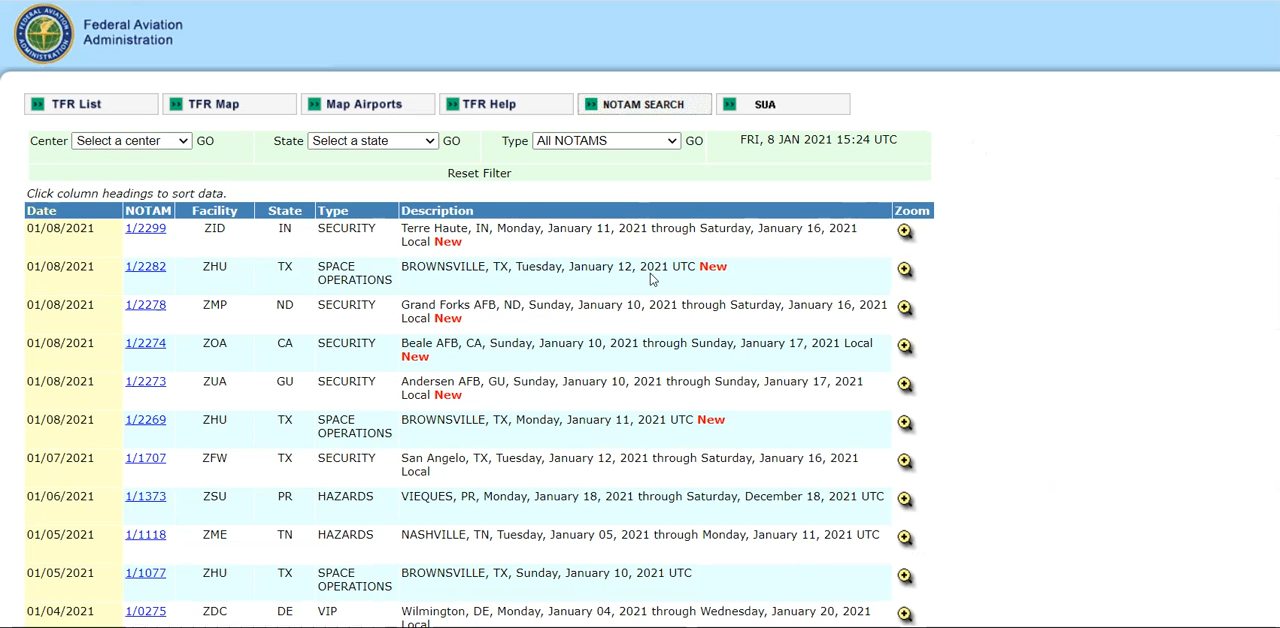 Federal Aviation
Administration
TFR List TFR Map Map Airports TFR Help NOTAM SEARCH SUA
Center Select a center GO State Select a state GO Type All NOTAMS GO FRI, 8 JAN 2021 15:24 UTC
Reset Filter
Click column headings to sort data.
Date NOTAM Facility State Type Description Zoom
01/08/2021 1/2299 ZID IN SECURITY Terre Haute, IN, Monday, January 11, 2021 through Saturday, January 16, 2021
Local New
01/08/2021 1/2282 ZHU TX SPACE BROWNSVILLE, TX, Tuesday, January 12, 2021 UTC New
OPERATIONS
01/08/2021 1/2278 ZMP ND SECURITY Grand Forks AFB, ND, Sunday, January 10, 2021 through Saturday, January 16, 2021
Local New
01/08/2021 1/2274 ZOA CA SECURITY Beale AFB, CA, Sunday, January 10, 2021 through Sunday, January 17, 2021 Local
New
01/08/2021 1/2273 ZUA GU SECURITY Andersen AFB, GU, Sunday, January 10, 2021 through Sunday, January 17, 2021
Local New
01/08/2021 1/2269 ZHU TX SPACE BROWNSVILLE, TX, Monday, January 11, 2021 UTC New
OPERATIONS
01/07/2021 1/1707 ZFW TX SECURITY San Angelo, TX, Tuesday, January 12, 2021 through Saturday, January 16, 2021
Local
01/06/2021 1/1373 ZSU PR HAZARDS VIEQUES, PR, Monday, January 18, 2021 through Saturday, December 18, 2021 UTC
01/05/2021 1/1118 ZME TN HAZARDS NASHVILLE, TN, Tuesday, January 05, 2021 through Monday, January 11, 2021 UTC
01/05/2021 1/1077 ZHU TX SPACE BROWNSVILLE, TX, Sunday, January 10, 2021 UTC
OPERATIONS
01/04/2021 1/0275 ZDC DE VIP Wilmington, DE, Monday, January 04, 2021 through Wednesday, January 20, 2021
Local